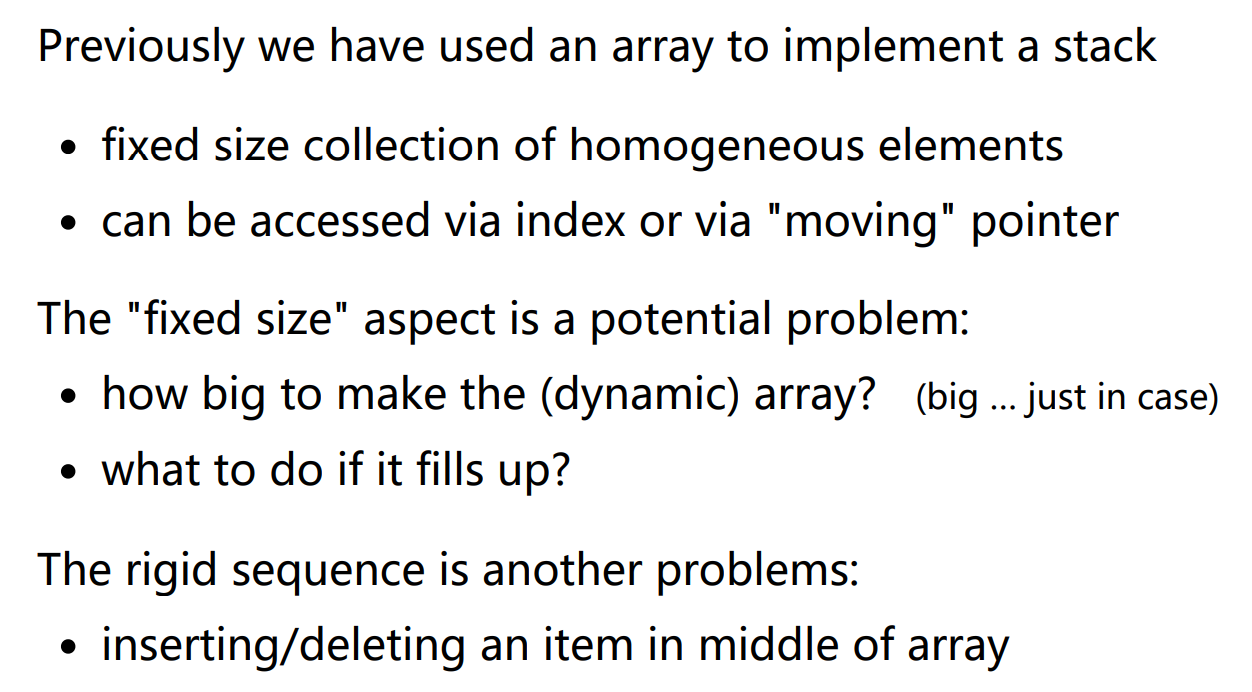 Previously we have used an array to implement a stack
• fixed size collection of homogeneous elements
• can be accessed via index or via "moving" pointer
The "fixed size" aspect is a potential problem:
• how big to make the (dynamic) array? (big ... just in case)
• what to do if it fills up?
The rigid sequence is another problems:
• inserting/deleting an item in middle of array